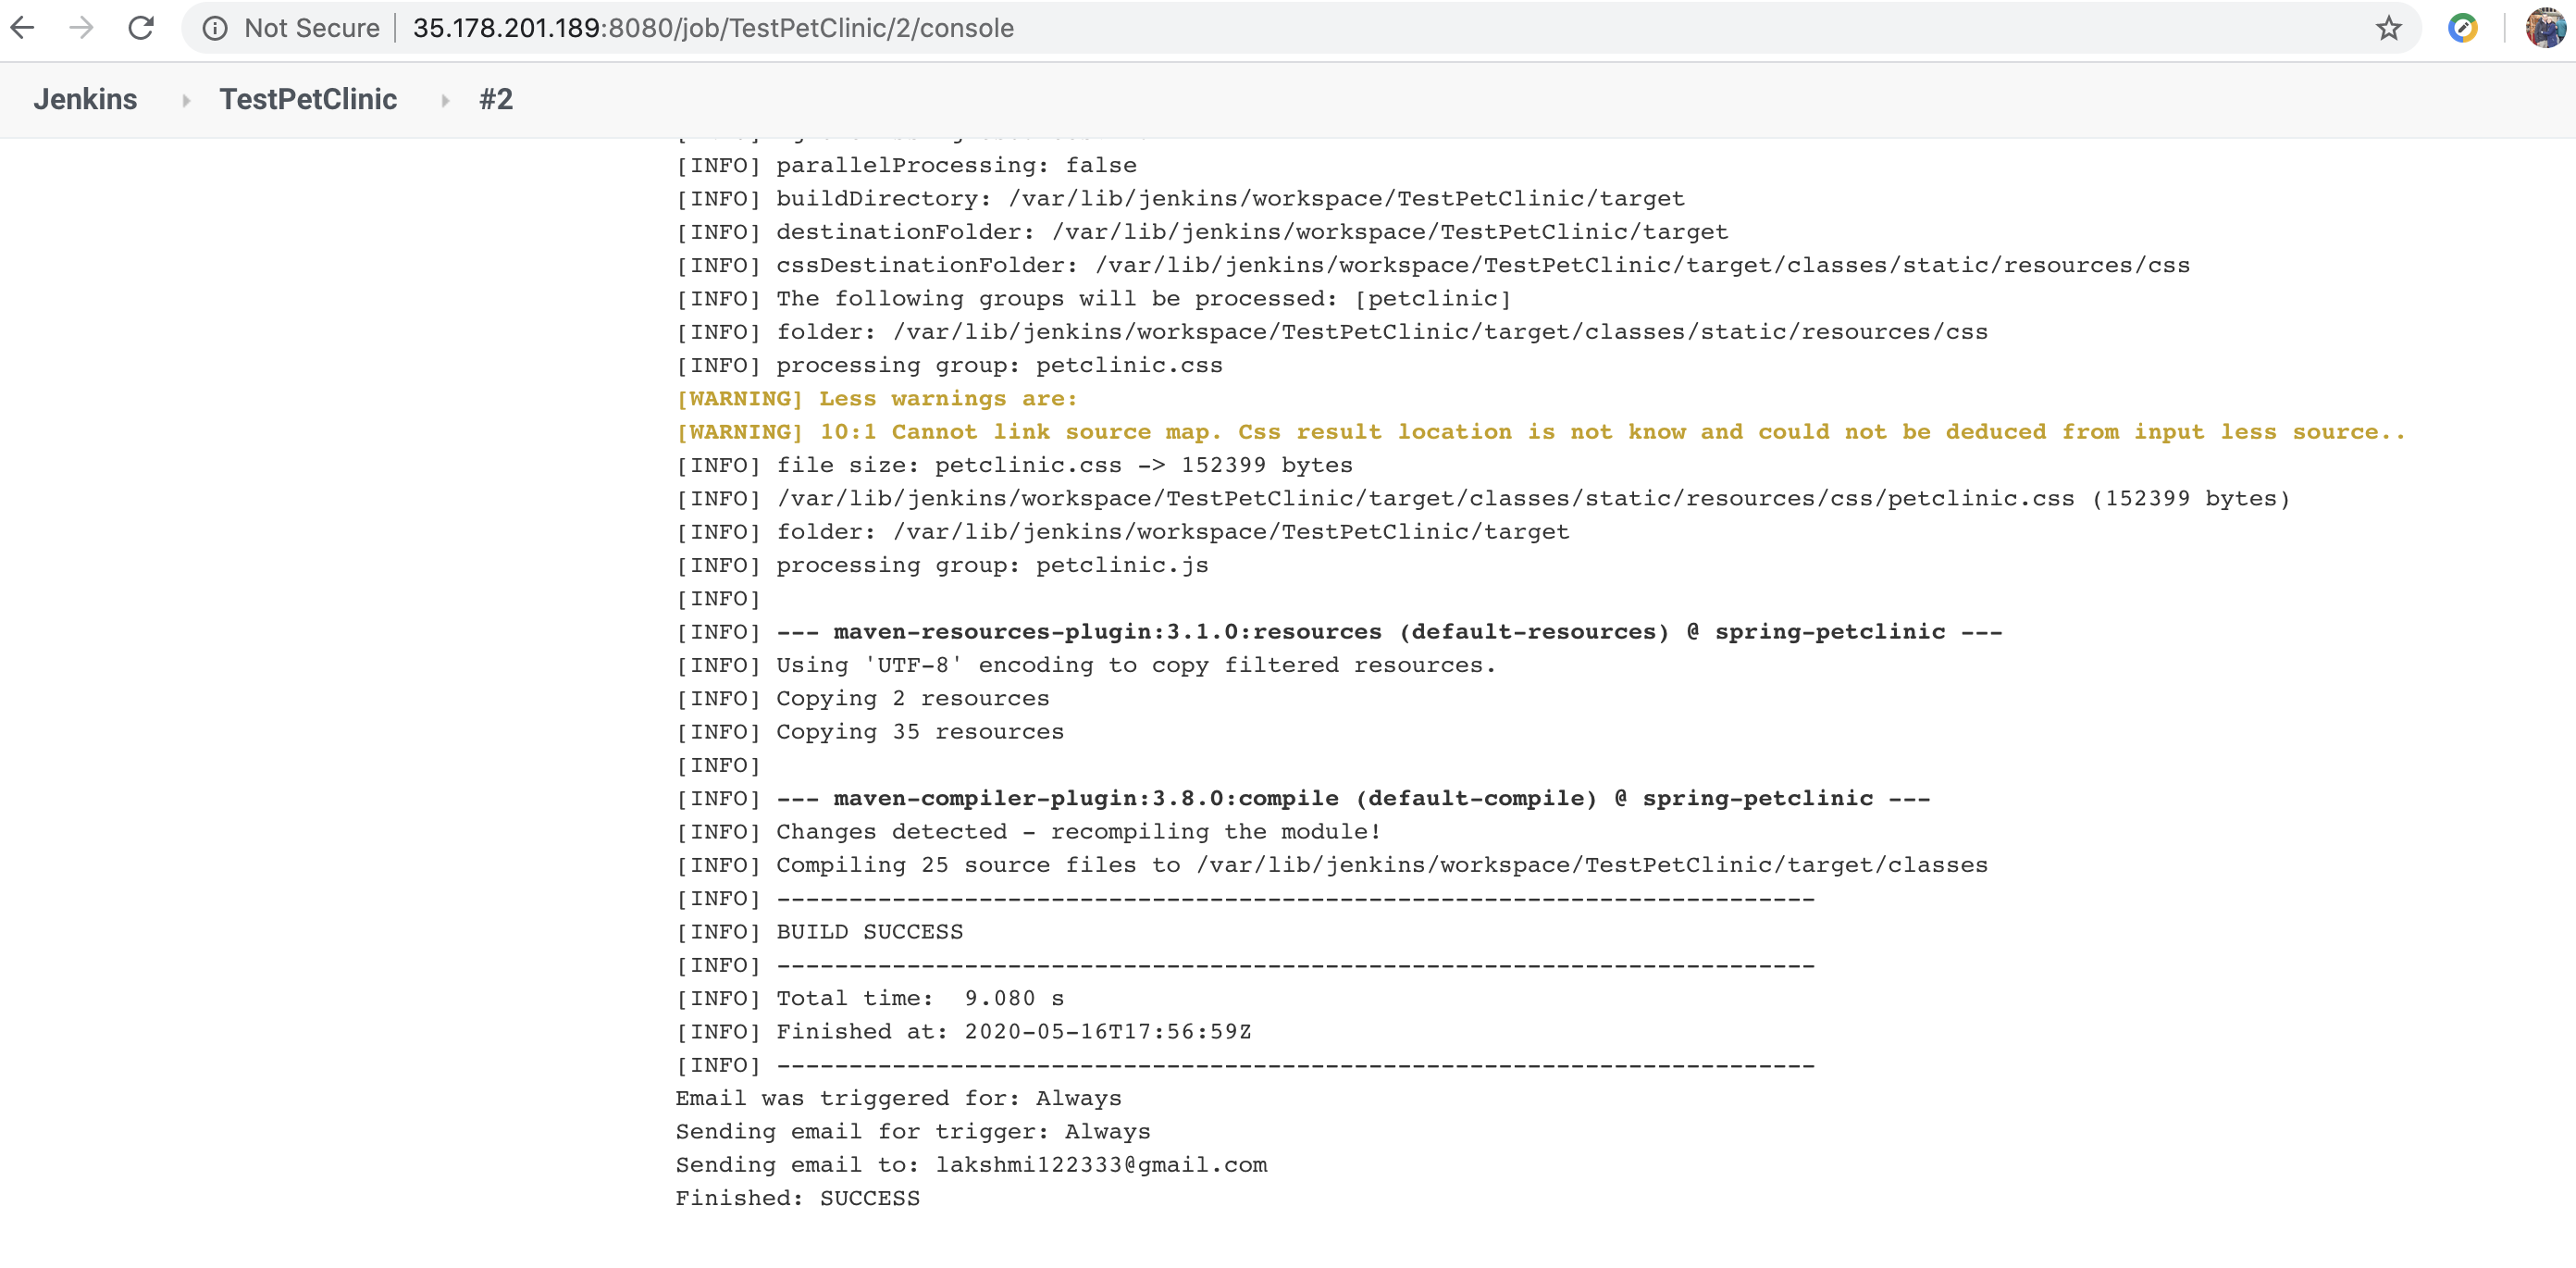 Not Secure 35.178.201.189:8080/job/TestPetClinic/2/console
Jenkins TestPetClinic #2
[INFO] parallelProcessing: false
[INFO] buildDirectory: /var/lib/jenkins/workspace/TestPetClinic/target
[INFO] destinationFolder: /var/lib/jenkins/workspace/TestPetClinic/target
[INFO] cssDestinationFolder: /var/lib/jenkins/workspace/TestPetClinic/target/classes/static/resources/css
[INFO] The following groups will be processed: [petclinic]
[INFO] folder: /var/lib/jenkins/workspace/TestPetClinic/target/classes/static/resources/css
[INFO] processing group: petclinic.css
[WARNING] Less warnings are:
[WARNING] 10:1 Cannot link source map. Css result location is not know and could not be deduced from input less source..
[INFO] file size: petclinic.css -> 152399 bytes
[INFO] /var/lib/jenkins/workspace/TestPetClinic/target/classes/static/resources/css/petclinic.css (152399 bytes)
[INFO] folder: /var/lib/jenkins/workspace/TestPetClinic/target
[INFO] processing group: petclinic.js
[INFO]
[INFO] --- maven-resources-plugin:3.1.0:resources (default-resources) @ spring-petclinic ---
[INFO] Using 'UTF-8' encoding to copy filtered resources.
[INFO] Copying 2 resources
[INFO] Copying 35 resources
[INFO]
[INFO] --- maven-compiler-plugin:3.8.0:compile (default-compile) @ spring-petclinic ---
[INFO] Changes detected - recompiling the module!
[INFO] Compiling 25 source files to /var/lib/jenkins/workspace/TestPetClinic/target/classes
[INFO] ------------------------------------------------------------------------
[INFO] BUILD SUCCESS
[INFO] ------------------------------------------------------------------------
[INFO] Total time:  9.080 s
[INFO] Finished at: 2020-05-16T17:56:59Z
[INFO] ------------------------------------------------------------------------
Email was triggered for: Always
Sending email for trigger: Always
Sending email to: lakshmi122333@gmail.com
Finished: SUCCESS